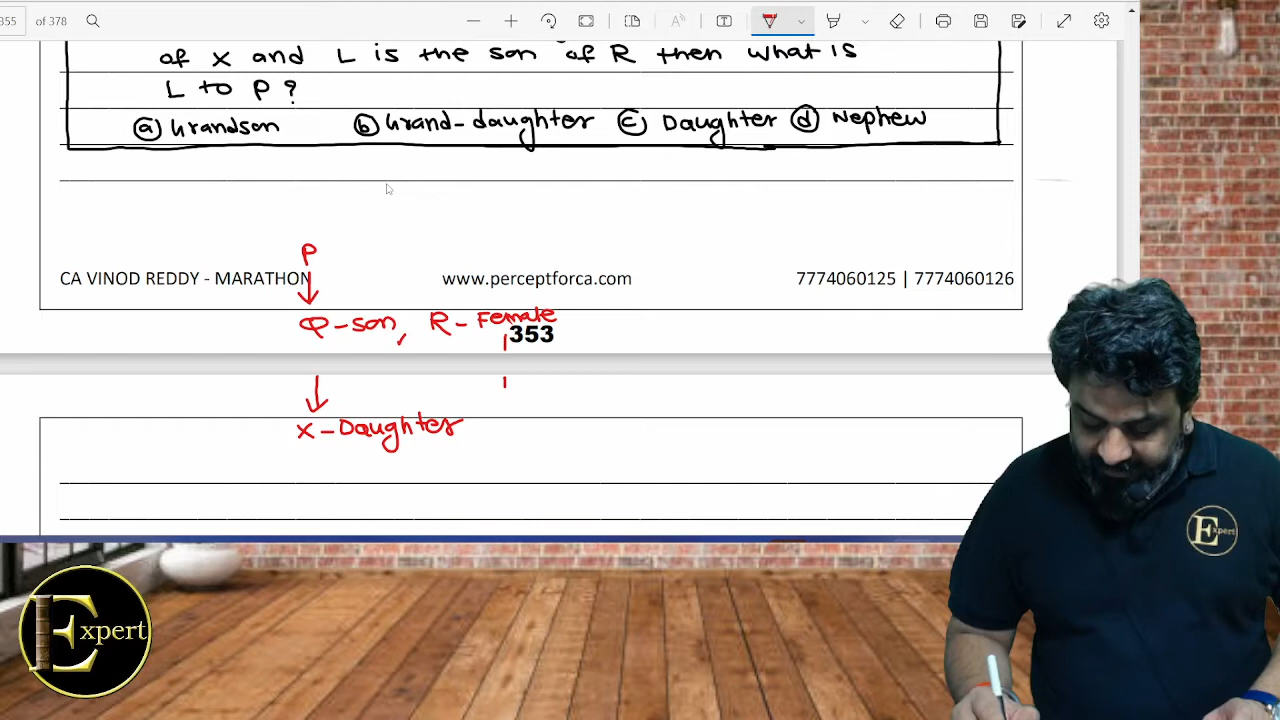 355 of 378
of X and L is the son of R then what is
L to P ?
(a) Grandson (b) Grand-daughter (c) Daughter (d) Nephew
P
CA VINOD REDDY - MARATHON www.perceptforca.com 7774060125 | 7774060126
φ-son, R-Female
353
X-Daughter
Expert
Expert